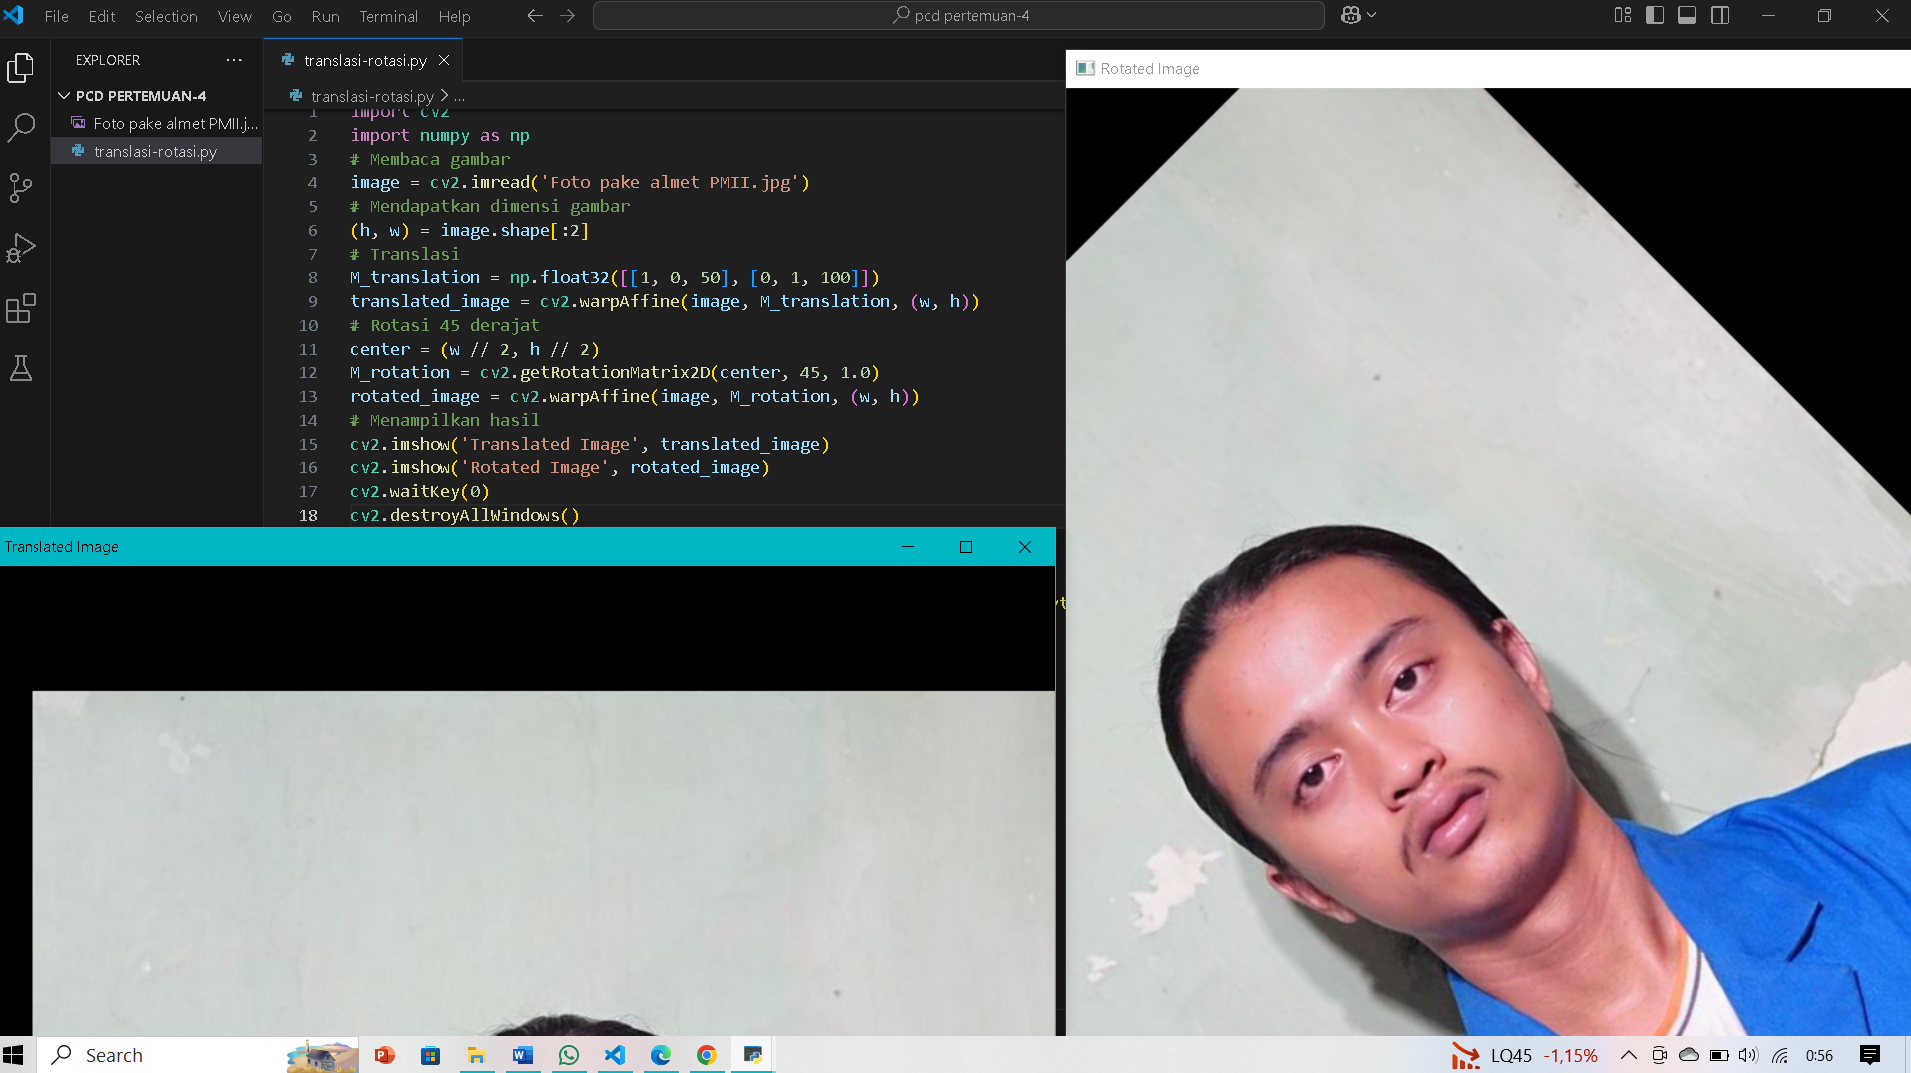 File Edit Selection View Go Run Terminal Help
pcd pertemuan-4
EXPLORER
PCD PERTEMUAN-4
Foto pake almet PMII.j...
translasi-rotasi.py
translasi-rotasi.py
translasi-rotasi.py > ...
1 import cv2
2 import numpy as np
3 # Membaca gambar
4 image = cv2.imread('Foto pake almet PMII.jpg')
5 # Mendapatkan dimensi gambar
6 (h, w) = image.shape[:2]
7 # Translasi
8 M_translation = np.float32([[1, 0, 50], [0, 1, 100]])
9 translated_image = cv2.warpAffine(image, M_translation, (w, h))
10 # Rotasi 45 derajat
11 center = (w // 2, h // 2)
12 M_rotation = cv2.getRotationMatrix2D(center, 45, 1.0)
13 rotated_image = cv2.warpAffine(image, M_rotation, (w, h))
14 # Menampilkan hasil
15 cv2.imshow('Translated Image', translated_image)
16 cv2.imshow('Rotated Image', rotated_image)
17 cv2.waitKey(0)
18 cv2.destroyAllWindows()
Rotated Image
Translated Image
Search
LQ45 -1,15%
0:56